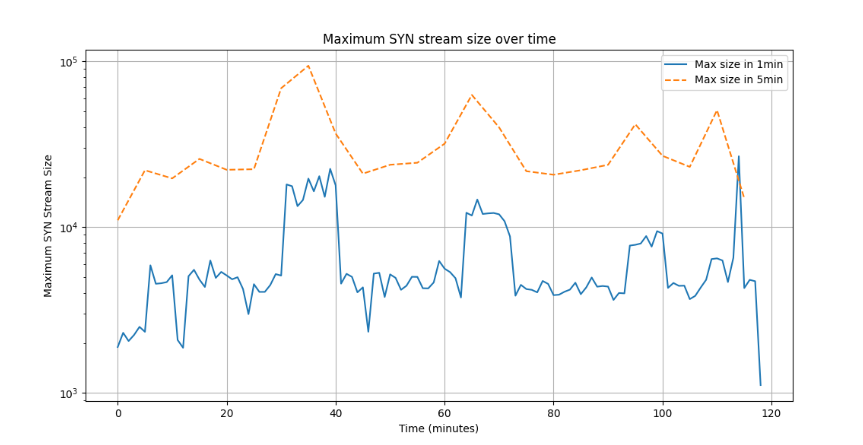 Maximum SYN stream size over time
Max size in 1min
Max size in 5min
Maximum SYN Stream Size
10^5
10^4
10^3
0 20 40 60 80 100 120
Time (minutes)